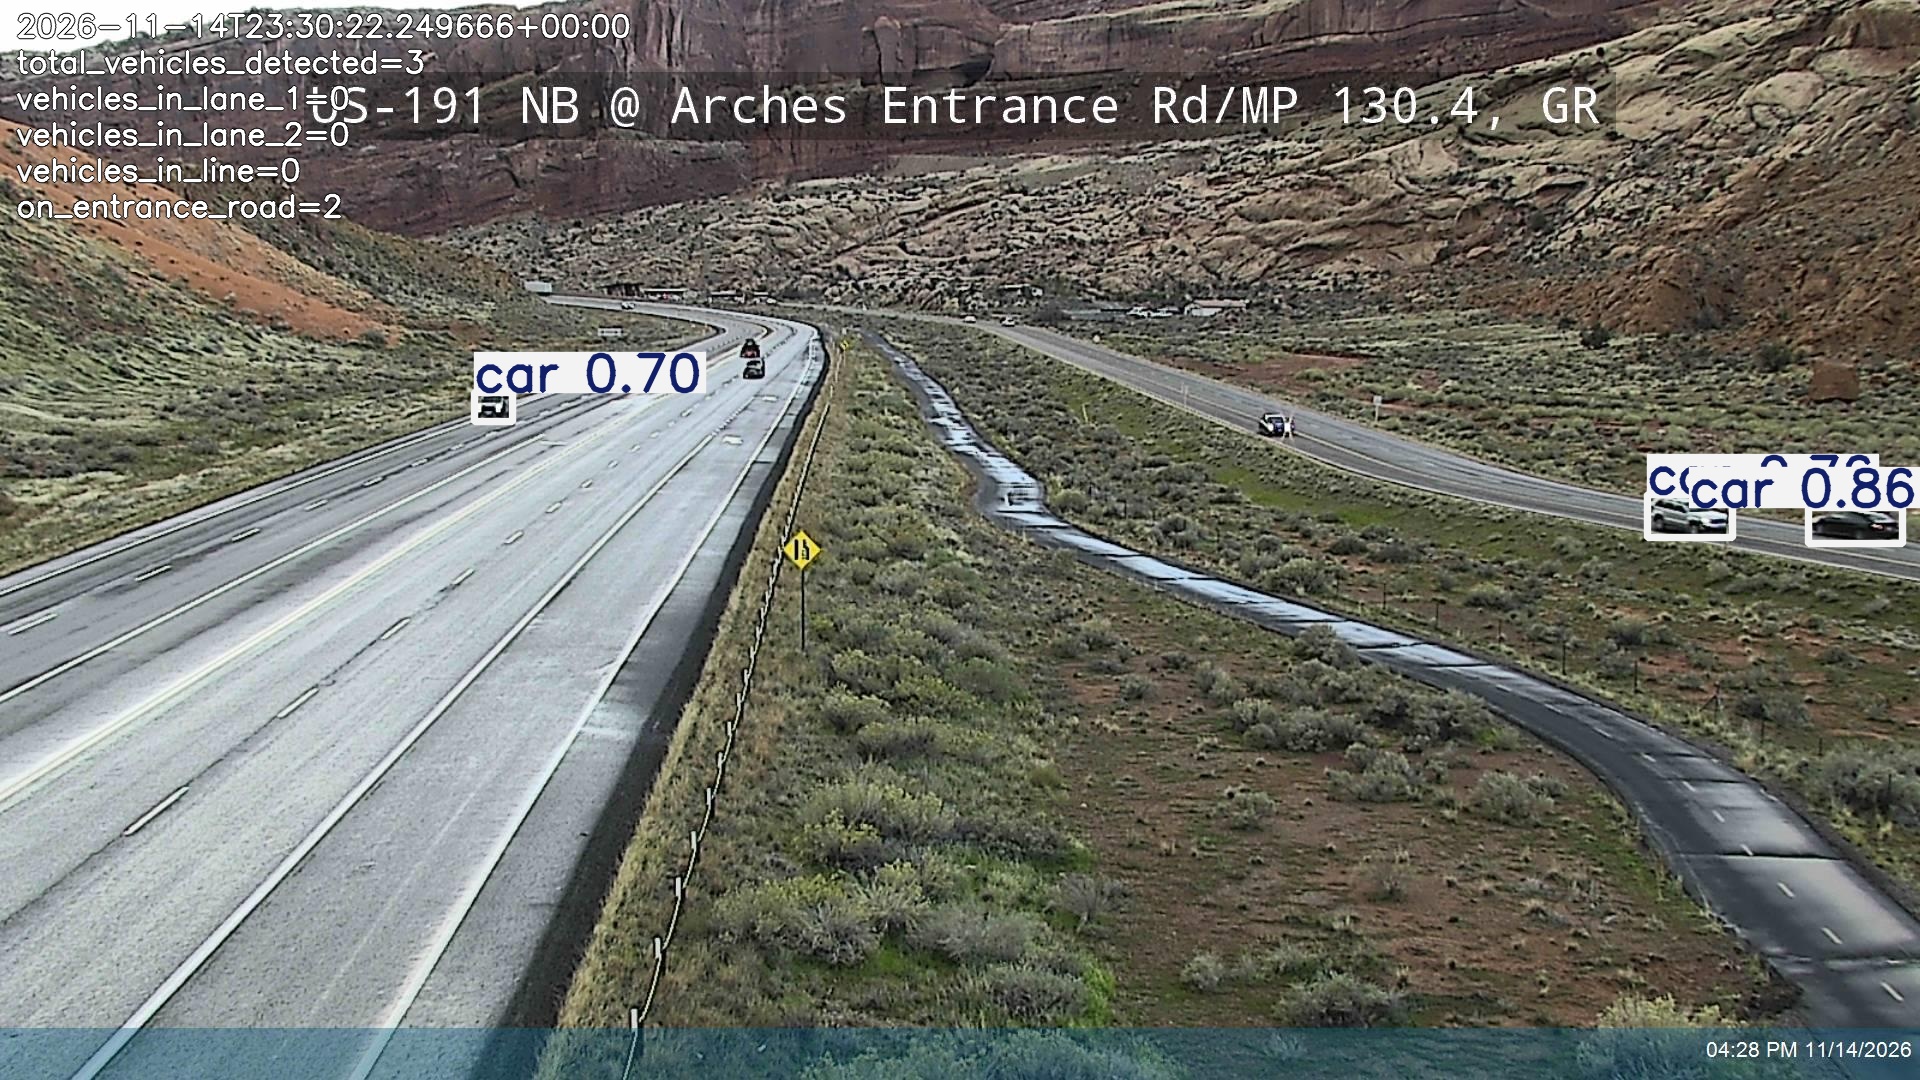 2026-11-14T23:30:22.249666+00:00
total_vehicles_detected=3
vehicles_in_lane_1=0
US-191 NB @ Arches Entrance Rd/MP 130.4, GR
vehicles_in_lane_2=0
vehicles_in_line=0
on_entrance_road=2
car 0.70
car 0.86
04:28 PM 11/14/2026